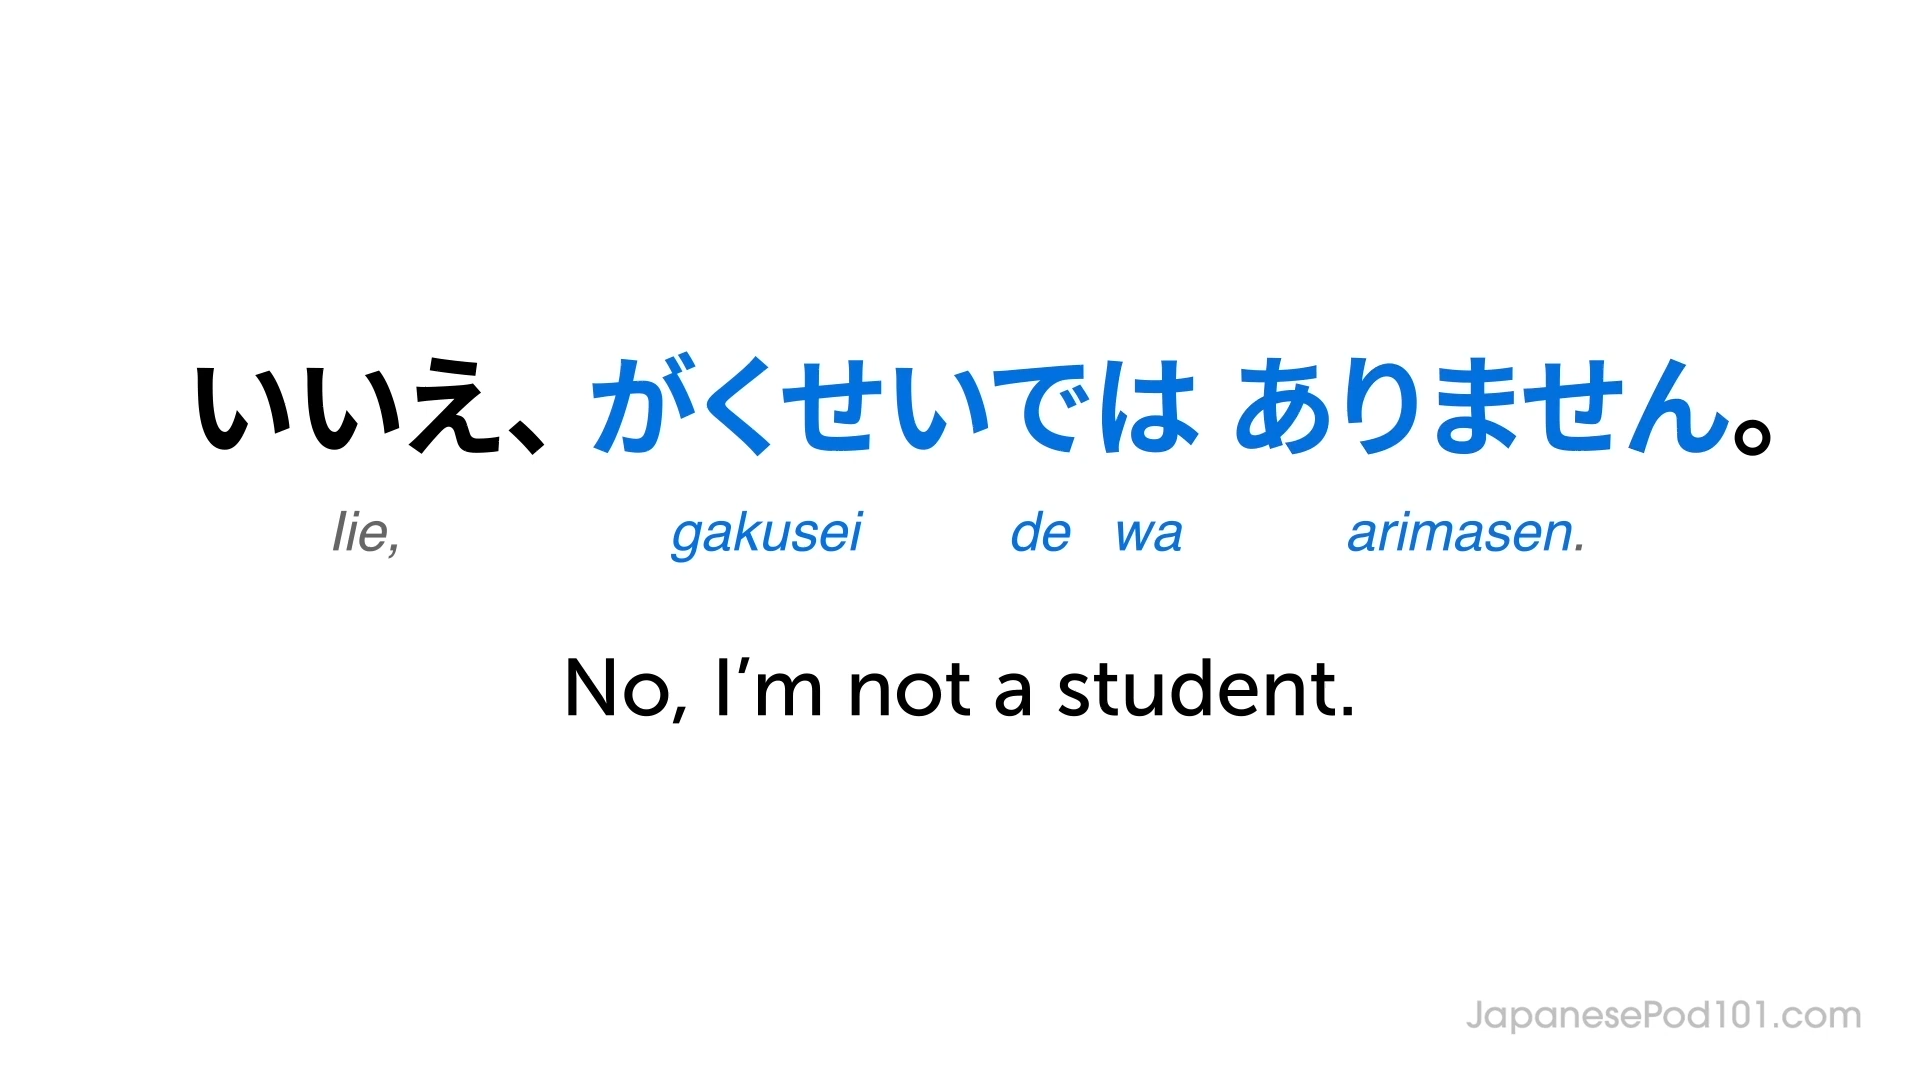 いいえ、がくせいでは ありません。
Iie, gakusei de wa arimasen.
No, I’m not a student.
JapanesePod101.com